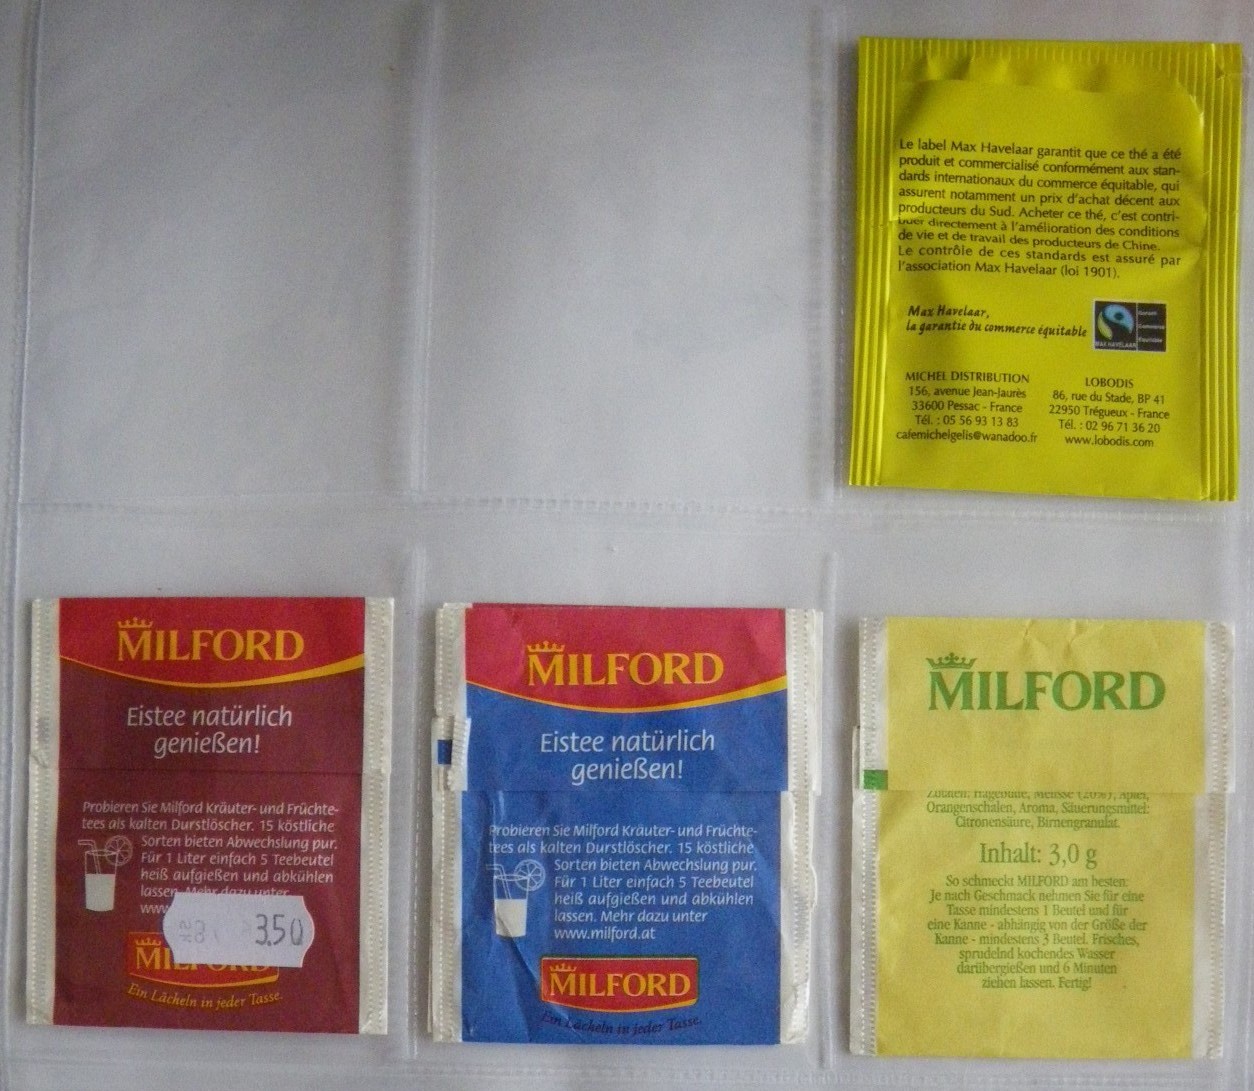 Le label Max Havelaar garantit que ce thé a été
produit et commercialisé conformément aux stan-
dards internationaux du commerce équitable, qui
assurent notamment un prix d'achat décent aux
producteurs du Sud. Acheter ce thé, c'est contri-
buer directement à l'amélioration des conditions
de vie et de travail des producteurs de Chine.
Le contrôle de ces standards est assuré par
l'association Max Havelaar (loi 1901).
Max Havelaar,
la garantie du commerce équitable
MAX HAVELAAR
MICHEL DISTRIBUTION
156, avenue Jean-Jaurès
33600 Pessac - France
Tél. : 05 56 93 13 83
cafemichelgelis@wanadoo.fr
LOBODIS
86, rue du Stade, BP 41
22950 Trégueux - France
Tél. : 02 96 71 36 20
www.lobodis.com
MILFORD
Eistee natürlich
genießen!
Probieren Sie Milford Kräuter- und Früchte-
tees als kalten Durstlöscher. 15 köstliche
Sorten bieten Abwechslung pur.
Für 1 Liter einfach 5 Teebeutel
heiß aufgießen und abkühlen
lassen. Mehr dazu unter
www
3,50
MILFORD
Ein Lächeln in jeder Tasse.
MILFORD
Eistee natürlich
genießen!
Probieren Sie Milford Kräuter- und Früchte-
tees als kalten Durstlöscher. 15 köstliche
Sorten bieten Abwechslung pur.
Für 1 Liter einfach 5 Teebeutel
heiß aufgießen und abkühlen
lassen. Mehr dazu unter
www.milford.at
MILFORD
Ein Lächeln in jeder Tasse.
MILFORD
Zutaten: Hagebutte, Melisse (20%), Äpfel,
Orangenschalen, Aroma, Säuerungsmittel:
Citronensäure, Birnengranulat.
Inhalt: 3,0 g
So schmeckt MILFORD am besten:
Je nach Geschmack nehmen Sie für eine
Tasse mindestens 1 Beutel und für
eine Kanne - abhängig von der Größe der
Kanne - mindestens 3 Beutel. Frisches,
sprudelnd kochendes Wasser
darübergießen und 6 Minuten
ziehen lassen. Fertig!